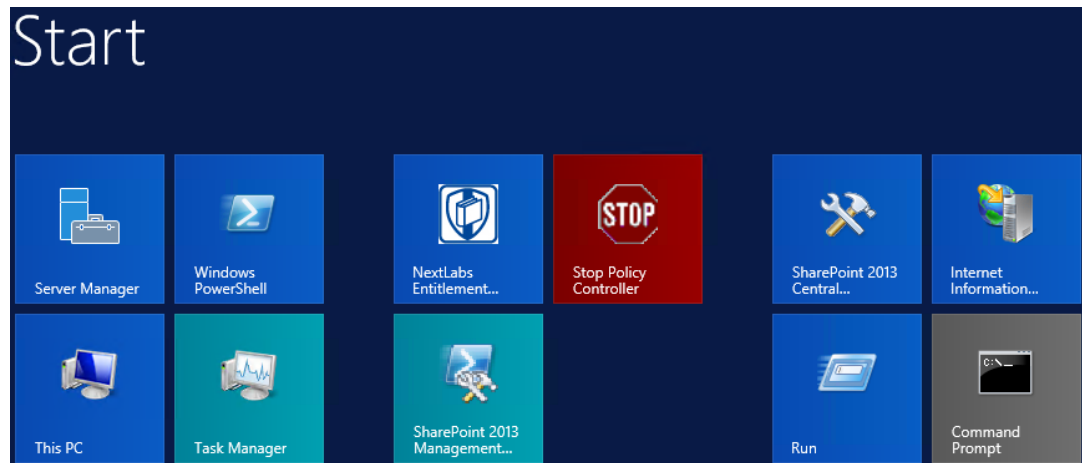 Start
Server Manager
Windows
PowerShell
NextLabs
Entitlement...
STOP
Stop Policy
Controller
SharePoint 2013
Central...
Internet
Information...
This PC
Task Manager
SharePoint 2013
Management...
Run
C:\_
Command
Prompt